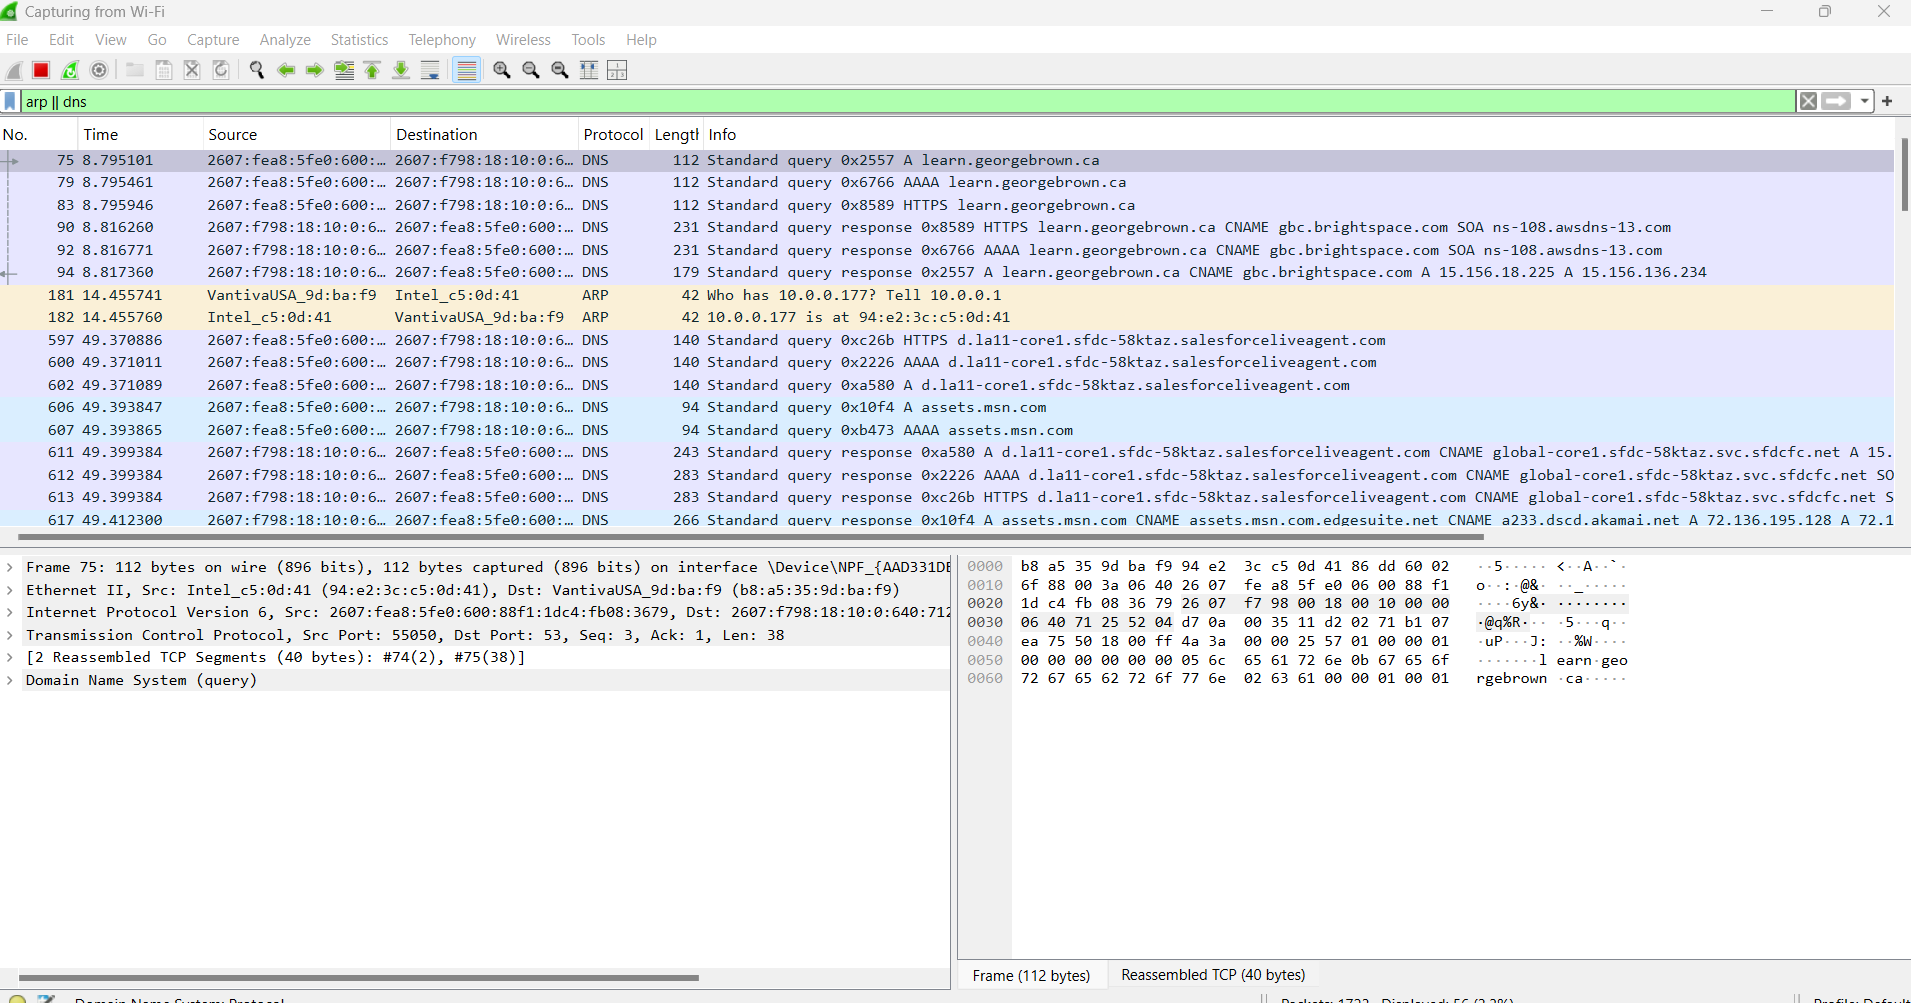 Capturing from Wi-Fi
File Edit View Go Capture Analyze Statistics Telephony Wireless Tools Help
arp || dns
No. Time Source Destination Protocol Length Info
75 8.795101 2607:fea8:5fe0:600:… 2607:f798:18:10:0:6… DNS 112 Standard query 0x2557 A learn.georgebrown.ca
79 8.795461 2607:fea8:5fe0:600:… 2607:f798:18:10:0:6… DNS 112 Standard query 0x6766 AAAA learn.georgebrown.ca
83 8.795946 2607:fea8:5fe0:600:… 2607:f798:18:10:0:6… DNS 112 Standard query 0x8589 HTTPS learn.georgebrown.ca
90 8.816260 2607:f798:18:10:0:6… 2607:fea8:5fe0:600:… DNS 231 Standard query response 0x8589 HTTPS learn.georgebrown.ca CNAME gbc.brightspace.com SOA ns-108.awsdns-13.com
92 8.816771 2607:f798:18:10:0:6… 2607:fea8:5fe0:600:… DNS 231 Standard query response 0x6766 AAAA learn.georgebrown.ca CNAME gbc.brightspace.com SOA ns-108.awsdns-13.com
94 8.817360 2607:f798:18:10:0:6… 2607:fea8:5fe0:600:… DNS 179 Standard query response 0x2557 A learn.georgebrown.ca CNAME gbc.brightspace.com A 15.156.18.225 A 15.156.136.234
181 14.455741 VantivaUSA_9d:ba:f9 Intel_c5:0d:41 ARP 42 Who has 10.0.0.177? Tell 10.0.0.1
182 14.455760 Intel_c5:0d:41 VantivaUSA_9d:ba:f9 ARP 42 10.0.0.177 is at 94:e2:3c:c5:0d:41
597 49.370886 2607:fea8:5fe0:600:… 2607:f798:18:10:0:6… DNS 140 Standard query 0xc26b HTTPS d.la11-core1.sfdc-58ktaz.salesforceliveagent.com
600 49.371011 2607:fea8:5fe0:600:… 2607:f798:18:10:0:6… DNS 140 Standard query 0x2226 AAAA d.la11-core1.sfdc-58ktaz.salesforceliveagent.com
602 49.371089 2607:fea8:5fe0:600:… 2607:f798:18:10:0:6… DNS 140 Standard query 0xa580 A d.la11-core1.sfdc-58ktaz.salesforceliveagent.com
606 49.393847 2607:fea8:5fe0:600:… 2607:f798:18:10:0:6… DNS 94 Standard query 0x10f4 A assets.msn.com
607 49.393865 2607:fea8:5fe0:600:… 2607:f798:18:10:0:6… DNS 94 Standard query 0xb473 AAAA assets.msn.com
611 49.399384 2607:f798:18:10:0:6… 2607:fea8:5fe0:600:… DNS 243 Standard query response 0xa580 A d.la11-core1.sfdc-58ktaz.salesforceliveagent.com CNAME global-core1.sfdc-58ktaz.svc.sfdcfc.net A 15.
612 49.399384 2607:f798:18:10:0:6… 2607:fea8:5fe0:600:… DNS 283 Standard query response 0x2226 AAAA d.la11-core1.sfdc-58ktaz.salesforceliveagent.com CNAME global-core1.sfdc-58ktaz.svc.sfdcfc.net SO
613 49.399384 2607:f798:18:10:0:6… 2607:fea8:5fe0:600:… DNS 283 Standard query response 0xc26b HTTPS d.la11-core1.sfdc-58ktaz.salesforceliveagent.com CNAME global-core1.sfdc-58ktaz.svc.sfdcfc.net S
617 49.412300 2607:f798:18:10:0:6… 2607:fea8:5fe0:600:… DNS 266 Standard query response 0x10f4 A assets.msn.com CNAME assets.msn.com.edgesuite.net CNAME a233.dscd.akamai.net A 72.136.195.128 A 72.1
Frame 75: 112 bytes on wire (896 bits), 112 bytes captured (896 bits) on interface \Device\NPF_{AAD331DE
Ethernet II, Src: Intel_c5:0d:41 (94:e2:3c:c5:0d:41), Dst: VantivaUSA_9d:ba:f9 (b8:a5:35:9d:ba:f9)
Internet Protocol Version 6, Src: 2607:fea8:5fe0:600:88f1:1dc4:fb08:3679, Dst: 2607:f798:18:10:0:640:712
Transmission Control Protocol, Src Port: 55050, Dst Port: 53, Seq: 3, Ack: 1, Len: 38
[2 Reassembled TCP Segments (40 bytes): #74(2), #75(38)]
Domain Name System (query)
0000 b8 a5 35 9d ba f9 94 e2 3c c5 0d 41 86 dd 60 02 ··5····· <··A··`·
0010 6f 88 00 3a 06 40 26 07 fe a8 5f e0 06 00 88 f1 o··:·@&· ··_·····
0020 1d c4 fb 08 36 79 26 07 f7 98 00 18 00 10 00 00 ····6y&· ········
0030 06 40 71 25 52 04 d7 0a 00 35 11 d2 02 71 b1 07 ·@q%R··· ·5···q··
0040 ea 75 50 18 00 ff 4a 3a 00 00 25 57 01 00 00 01 ·uP···J: ··%W····
0050 00 00 00 00 00 00 05 6c 65 61 72 6e 0b 67 65 6f ·······l earn·geo
0060 72 67 65 62 72 6f 77 6e 02 63 61 00 00 01 00 01 rgebrown ·ca·····
Frame (112 bytes) Reassembled TCP (40 bytes)